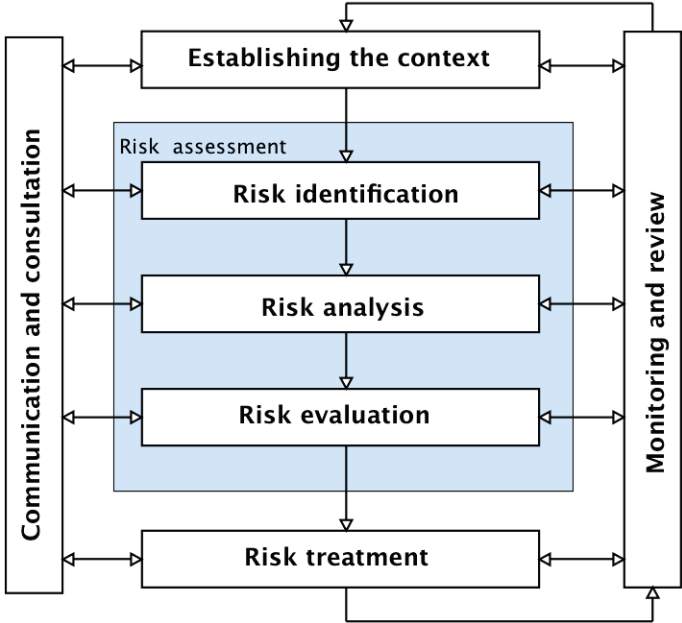 Establishing the context
Risk assessment
Risk identification
Risk analysis
Risk evaluation
Risk treatment
Communication and consultation
Monitoring and review